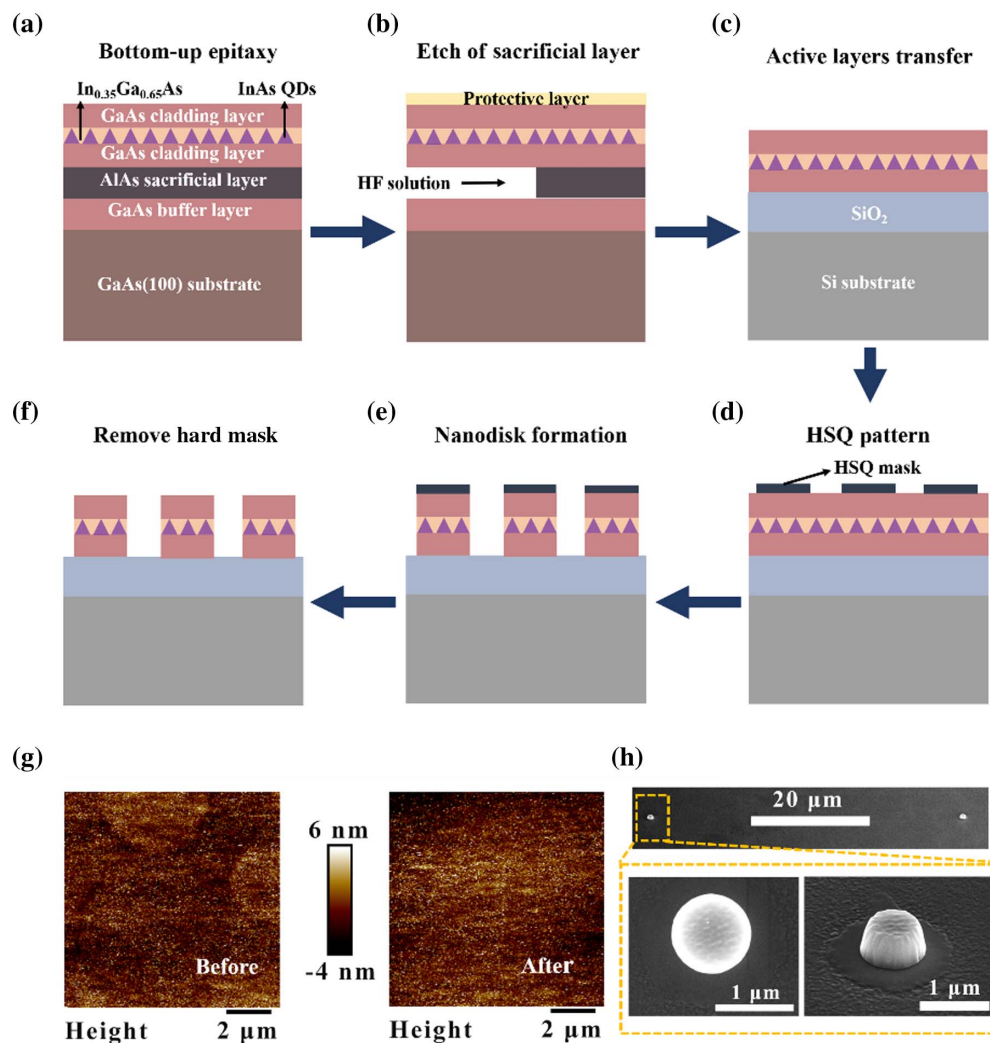 (a)
Bottom-up epitaxy
In0.35Ga0.65As
InAs QDs
GaAs cladding layer
GaAs cladding layer
AlAs sacrificial layer
GaAs buffer layer
GaAs(100) substrate
(b)
Etch of sacrificial layer
Protective layer
HF solution
(c)
Active layers transfer
SiO2
Si substrate
(f)
Remove hard mask
(e)
Nanodisk formation
(d)
HSQ pattern
HSQ mask
(g)
Before
Height
2 μm
6 nm
-4 nm
After
Height
2 μm
(h)
20 μm
1 μm
1 μm